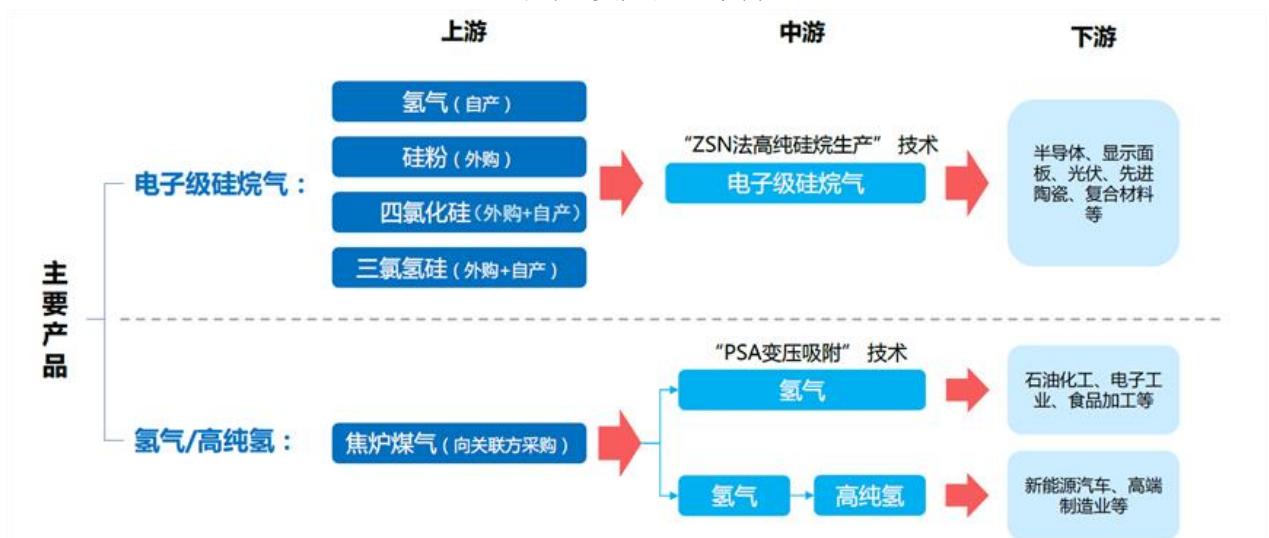 上游
中游
下游
主要产品
电子级硅烷气：
氢气（自产）
硅粉（外购）
四氯化硅（外购+自产）
三氯氢硅（外购+自产）
“ZSN法高纯硅烷生产” 技术
电子级硅烷气
半导体、显示面
板、光伏、先进
陶瓷、复合材料
等
氢气/高纯氢：
焦炉煤气（向关联方采购）
“PSA变压吸附” 技术
氢气
石油化工、电子工
业、食品加工等
氢气
高纯氢
新能源汽车、高端
制造业等